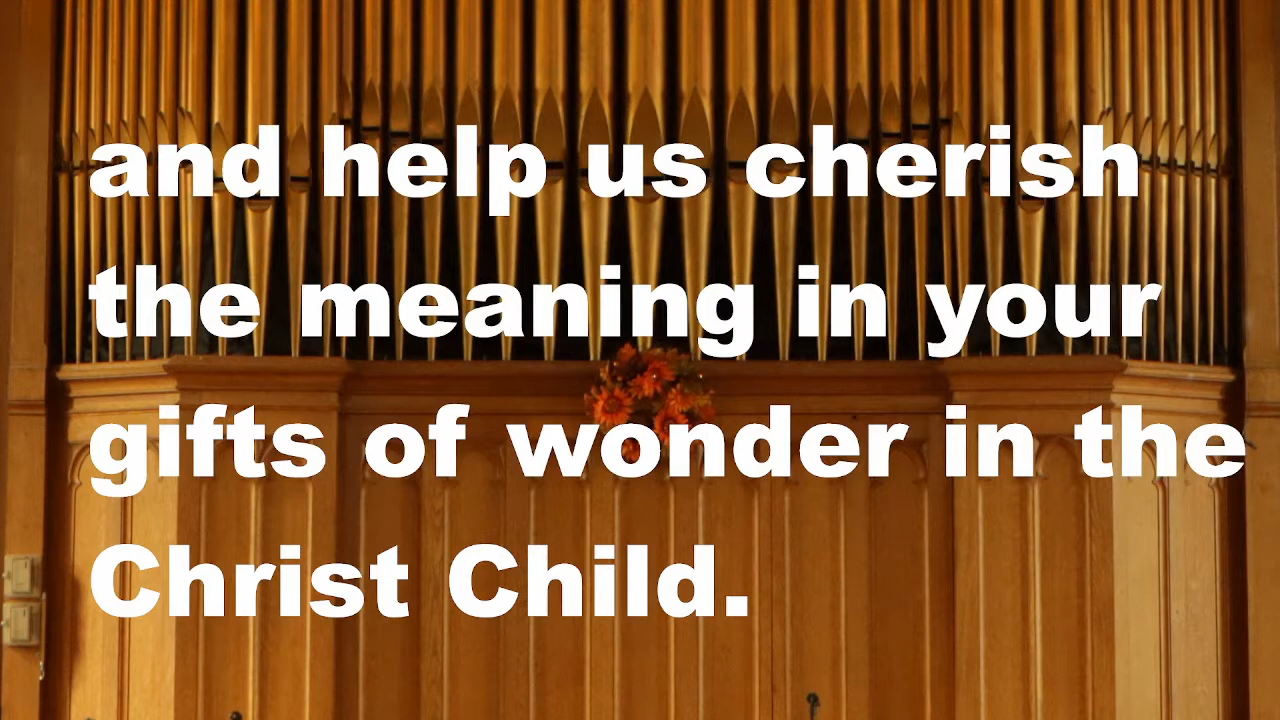 and help us cherish
the meaning in your
gifts of wonder in the
Christ Child.